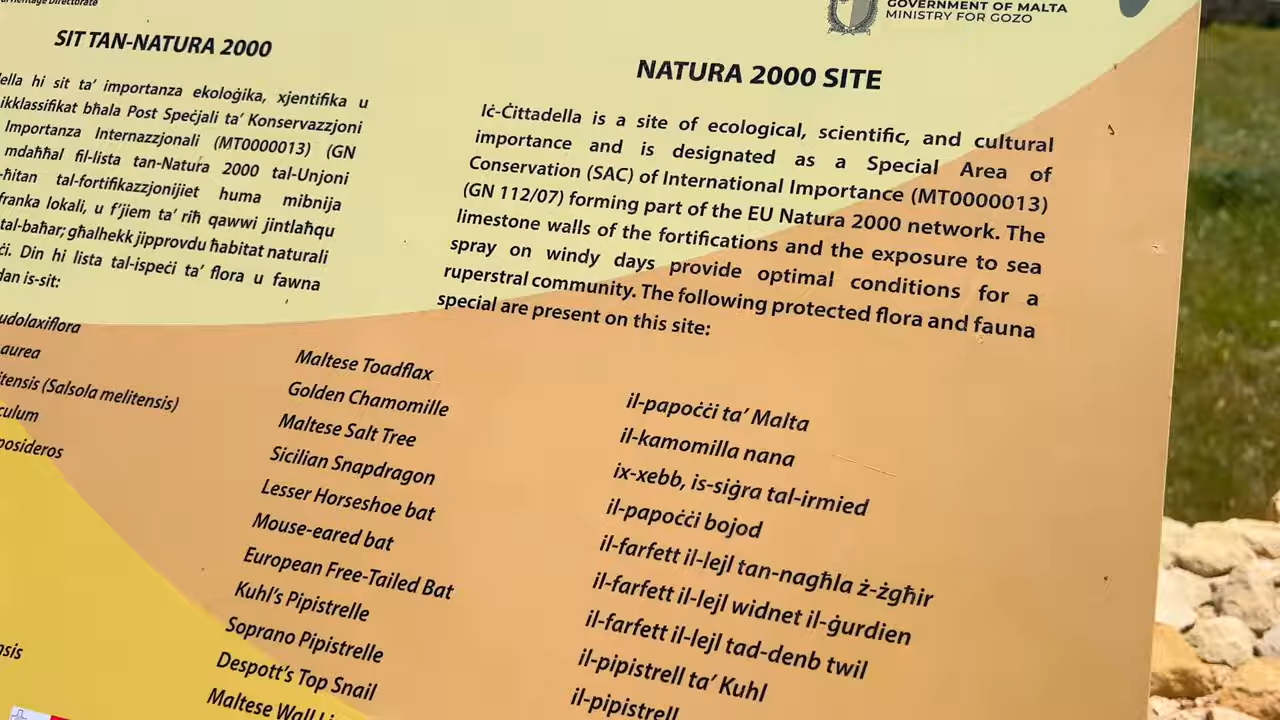 GOVERNMENT OF MALTA
MINISTRY FOR GOZO
SIT TAN-NATURA 2000
hi sit ta' importanza ekoloġika, xjentifika u
ikklassifikat bħala Post Speċjali ta' Konservazzjoni
Importanza Internazzjonali (MT0000013) (GN
mdaħħal fil-lista tan-Natura 2000 tal-Unjoni
tal-fortifikazzjonijiet huma mibnija
franka lokali, u f'jiem ta' riħ qawwi jintlaħqu
tal-baħar; għalhekk jipprovdu ħabitat naturali
Din hi lista tal-ispeċi ta' flora u fawna
is-sit:
NATURA 2000 SITE
Iċ-Ċittadella is a site of ecological, scientific, and cultural
importance and is designated as a Special Area of
Conservation (SAC) of International Importance (MT0000013)
(GN 112/07) forming part of the EU Natura 2000 network. The
limestone walls of the fortifications and the exposure to sea
spray on windy days provide optimal conditions for a
ruperstral community. The following protected flora and fauna
special are present on this site:
aurea
(Salsola melitensis)
Maltese Toadflax
Golden Chamomille
Maltese Salt Tree
Sicilian Snapdragon
Lesser Horseshoe bat
Mouse-eared bat
European Free-Tailed Bat
Kuhl's Pipistrelle
Soprano Pipistrelle
Despott's Top Snail
Maltese Wall
il-papoċċi ta' Malta
il-kamomilla nana
ix-xebb, is-siġra tal-irmied
il-papoċċi bojod
il-farfett il-lejl tan-nagħla ż-żgħir
il-farfett il-lejl widnet il-ġurdien
il-farfett il-lejl tad-denb twil
il-pipistrell ta' Kuhl
il-pipistrell